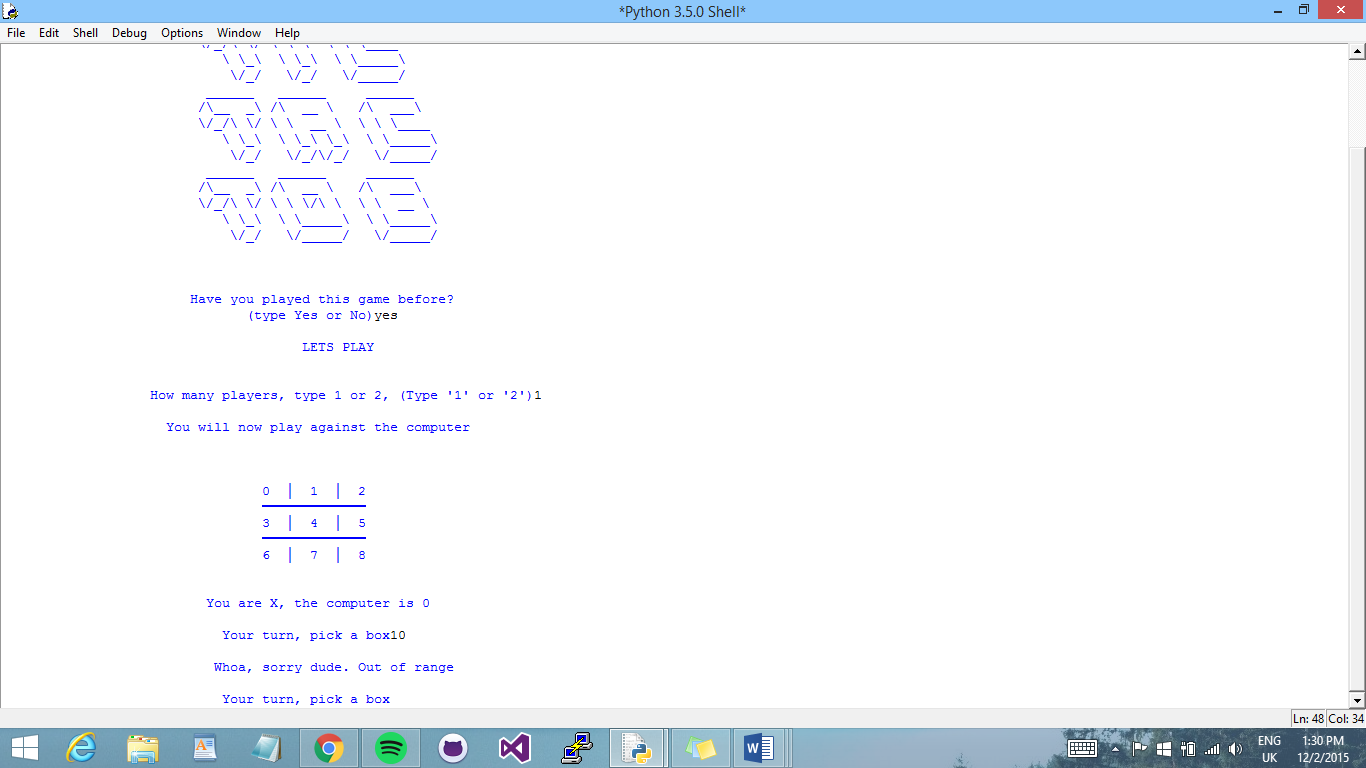 *Python 3.5.0 Shell*
File Edit Shell Debug Options Window Help
TAC
TOE
Have you played this game before?
(type Yes or No)yes
LETS PLAY
How many players, type 1 or 2, (Type '1' or '2')1
You will now play against the computer
0 | 1 | 2
3 | 4 | 5
6 | 7 | 8
You are X, the computer is 0
Your turn, pick a box10
Whoa, sorry dude. Out of range
Your turn, pick a box
Ln: 48 Col: 34
ENG 1:30 PM
UK 12/2/2015